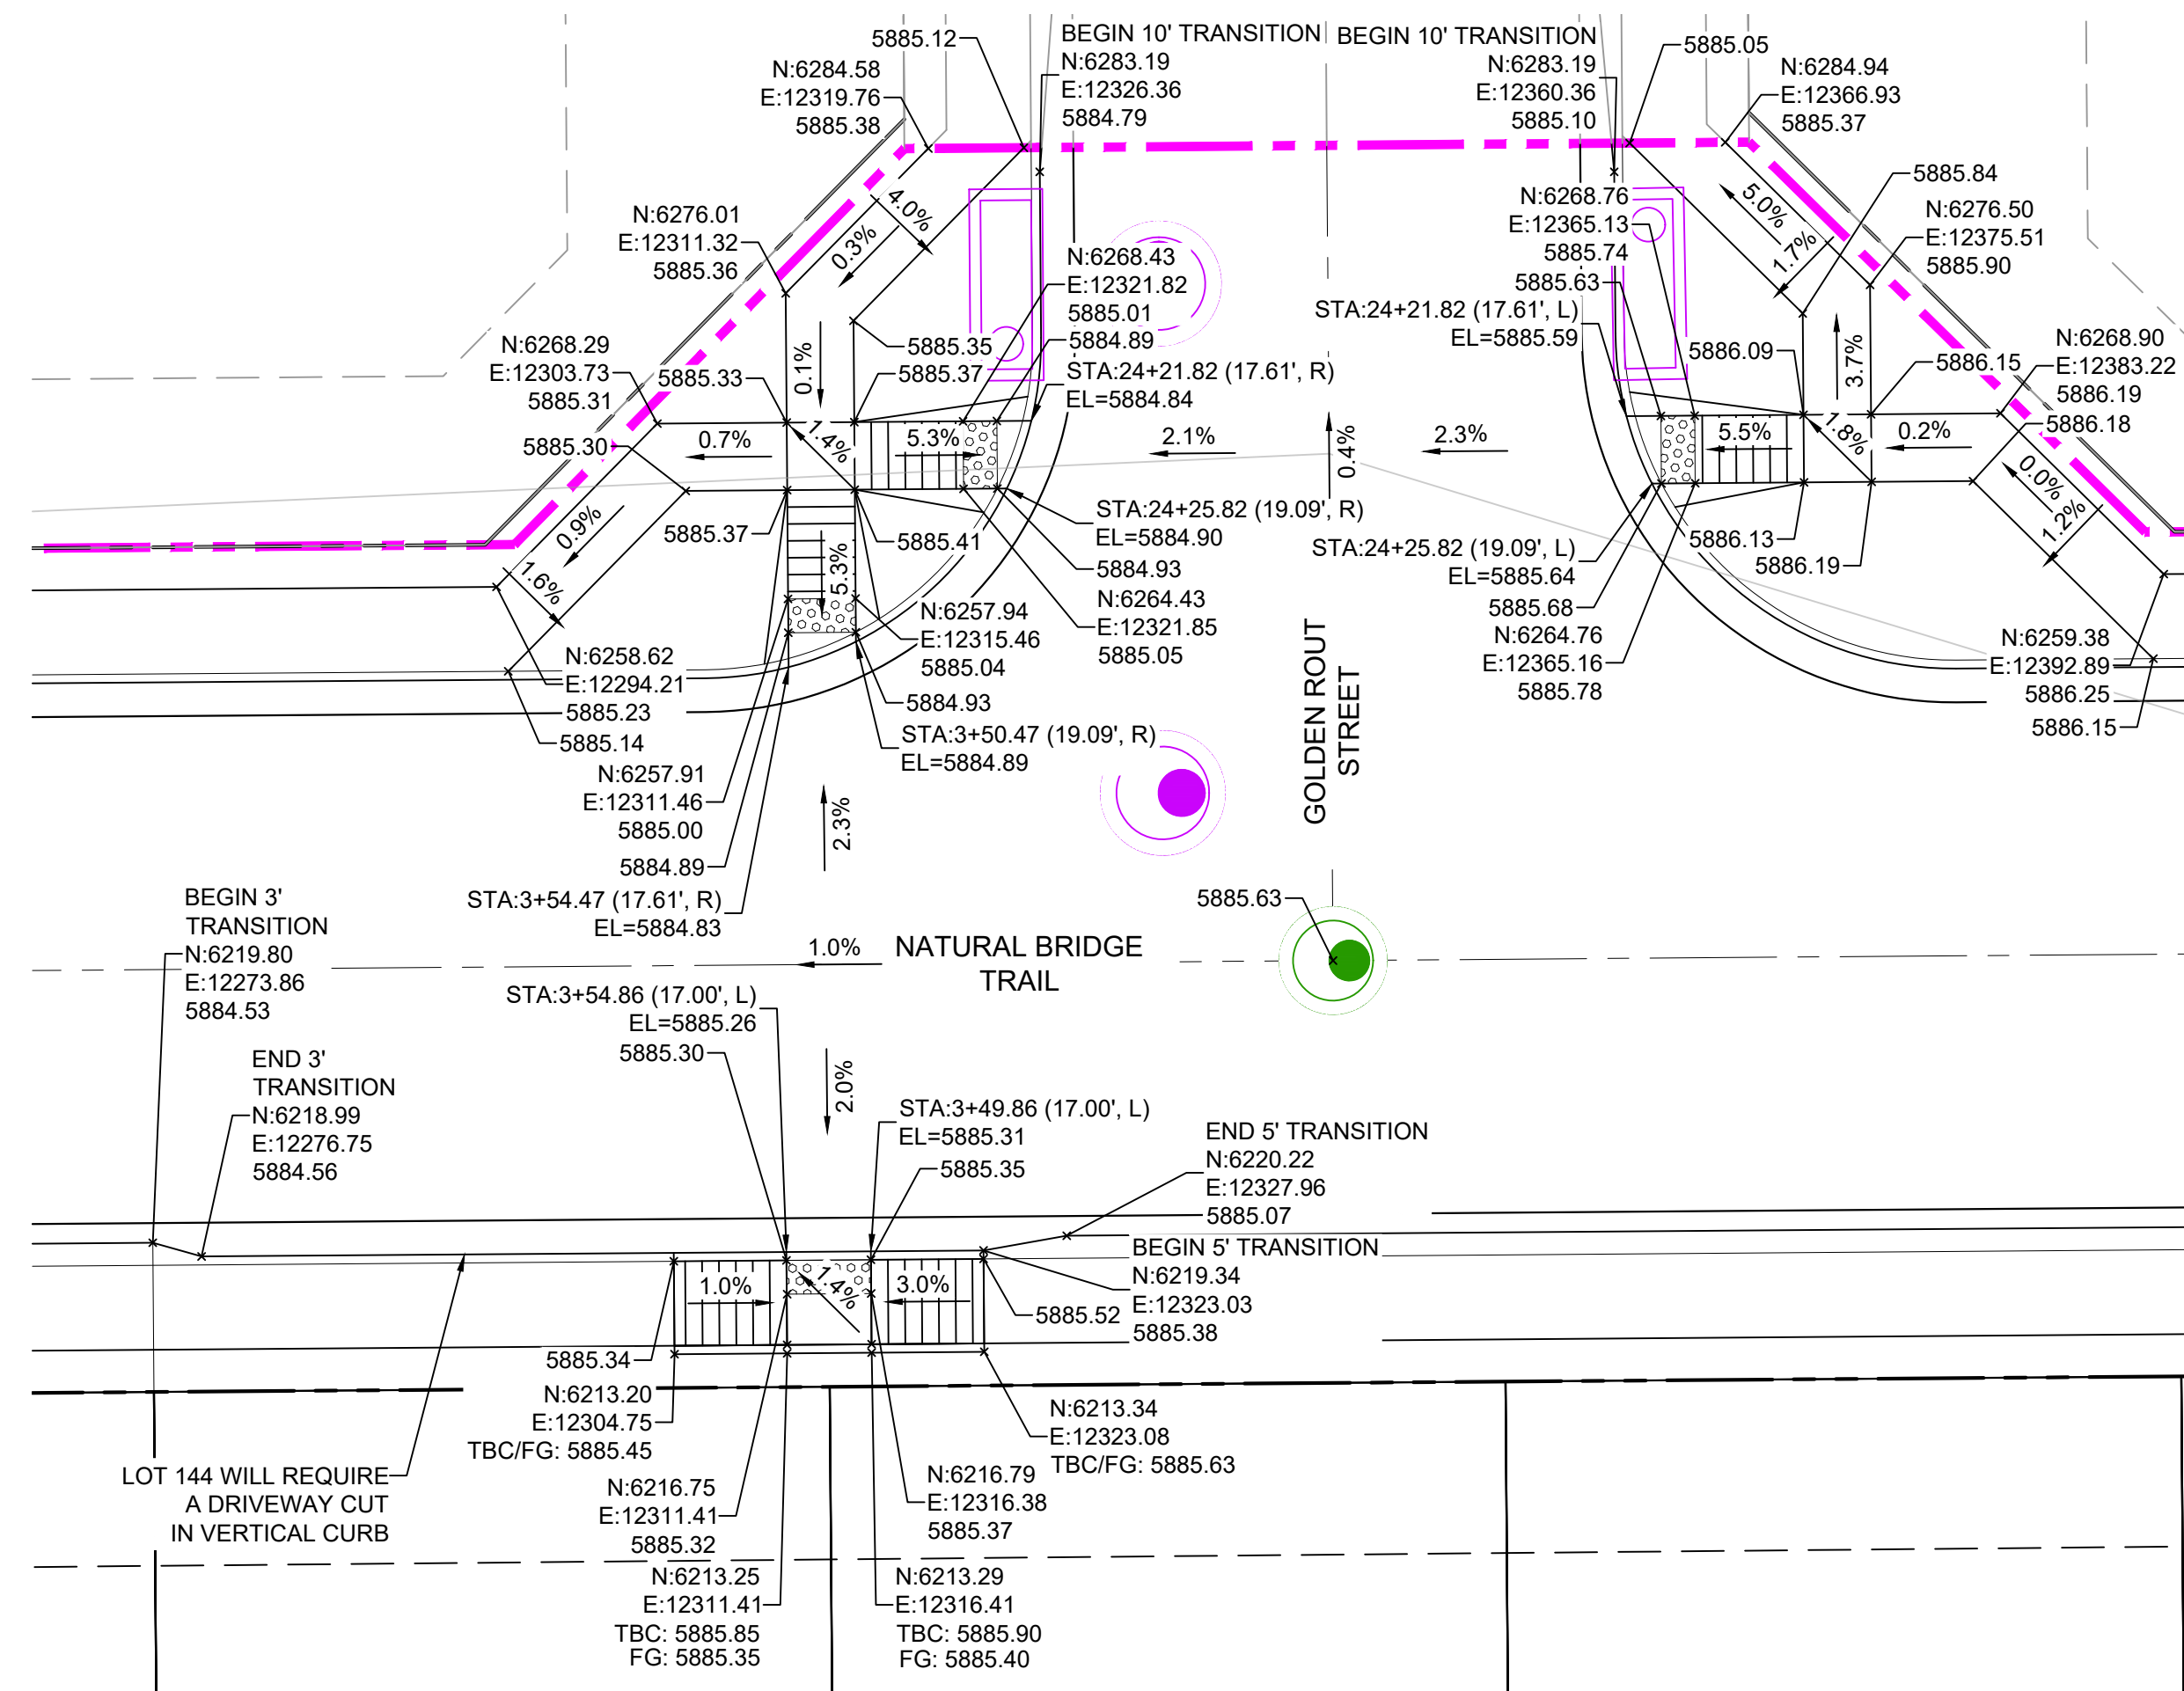 5885.12
BEGIN 10' TRANSITION
N:6283.19
E:12326.36
5884.79
BEGIN 10' TRANSITION
N:6283.19
E:12360.36
5885.10
5885.05
N:6284.58
E:12319.76
5885.38
N:6284.94
E:12366.93
5885.37
5885.84
4.0%
0.3%
5.0%
1.7%
N:6276.01
E:12311.32
5885.36
N:6268.43
E:12321.82
5885.01
5884.89
STA:24+21.82 (17.61', R)
EL=5884.84
N:6268.76
E:12365.13
5885.74
5885.63
STA:24+21.82 (17.61', L)
EL=5885.59
N:6276.50
E:12375.51
5885.90
N:6268.29
E:12303.73
5885.31
5885.33
0.1%
5885.35
5885.37
5886.09
3.7%
5886.15
N:6268.90
E:12383.22
5886.19
5886.18
5885.30
0.7%
1.4%
5.3%
2.1%
0.4%
2.3%
5.5%
1.8%
0.2%
0.0%
1.2%
0.9%
1.6%
5885.37
5.3%
5885.41
STA:24+25.82 (19.09', R)
EL=5884.90
5884.93
N:6264.43
E:12321.85
5885.05
STA:24+25.82 (19.09', L)
EL=5885.64
5885.68
N:6264.76
E:12365.16
5885.78
5886.13
5886.19
N:6259.38
E:12392.89
5886.25
5886.15
N:6258.62
E:12294.21
5885.23
5885.14
N:6257.94
E:12315.46
5885.04
5884.93
STA:3+50.47 (19.09', R)
EL=5884.89
GOLDEN ROUT
STREET
N:6257.91
E:12311.46
5885.00
5884.89
STA:3+54.47 (17.61', R)
EL=5884.83
2.3%
5885.63
1.0%
NATURAL BRIDGE
TRAIL
BEGIN 3'
TRANSITION
N:6219.80
E:12273.86
5884.53
END 3'
TRANSITION
N:6218.99
E:12276.75
5884.56
STA:3+54.86 (17.00', L)
EL=5885.26
5885.30
2.0%
STA:3+49.86 (17.00', L)
EL=5885.31
5885.35
END 5' TRANSITION
N:6220.22
E:12327.96
5885.07
BEGIN 5' TRANSITION
N:6219.34
E:12323.03
5885.38
1.0%
1.4%
3.0%
5885.52
5885.34
N:6213.20
E:12304.75
TBC/FG: 5885.45
N:6213.34
E:12323.08
TBC/FG: 5885.63
LOT 144 WILL REQUIRE
A DRIVEWAY CUT
IN VERTICAL CURB
N:6216.75
E:12311.41
5885.32
N:6216.79
E:12316.38
5885.37
N:6213.25
E:12311.41
TBC: 5885.85
FG: 5885.35
N:6213.29
E:12316.41
TBC: 5885.90
FG: 5885.40